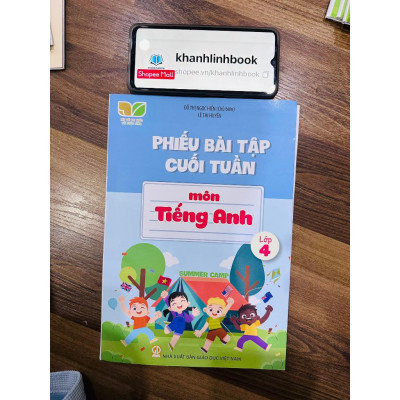 khanhlinhbook
Shopee Mall
shopee.vn/khanhlinhbook
PHIẾU BÀI TẬP
CUỐI TUẦN
môn
Tiếng Anh
Lớp
4
SUMMER CAMP
NHÀ XUẤT BẢN GIÁO DỤC VIỆT NAM